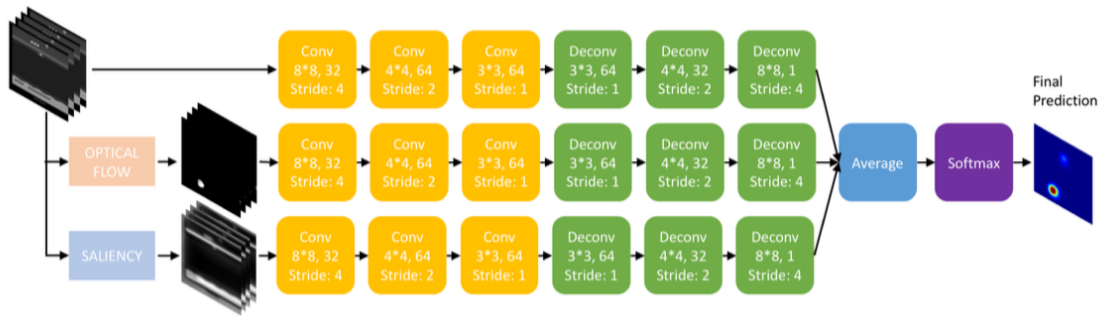 Conv
8*8, 32
Stride: 4
Conv
4*4, 64
Stride: 2
Conv
3*3, 64
Stride: 1
Deconv
3*3, 64
Stride: 1
Deconv
4*4, 32
Stride: 2
Deconv
8*8, 1
Stride: 4
OPTICAL
FLOW
Conv
8*8, 32
Stride: 4
Conv
4*4, 64
Stride: 2
Conv
3*3, 64
Stride: 1
Deconv
3*3, 64
Stride: 1
Deconv
4*4, 32
Stride: 2
Deconv
8*8, 1
Stride: 4
SALIENCY
Conv
8*8, 32
Stride: 4
Conv
4*4, 64
Stride: 2
Conv
3*3, 64
Stride: 1
Deconv
3*3, 64
Stride: 1
Deconv
4*4, 32
Stride: 2
Deconv
8*8, 1
Stride: 4
Average
Softmax
Final
Prediction